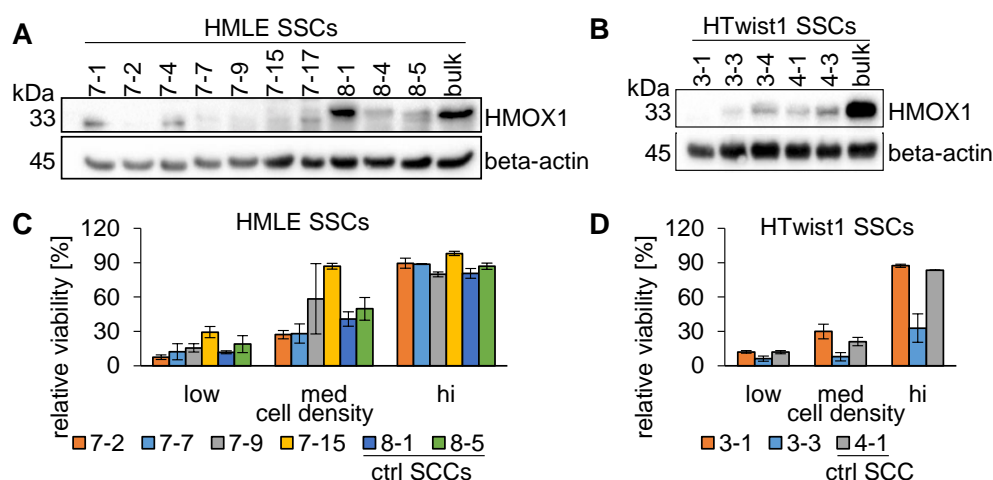 A
HMLE SSCs
7-1 7-2 7-4 7-7 7-9 7-15 7-17 8-1 8-4 8-5 bulk
kDa
33 HMOX1
45 beta-actin
B
HTwist1 SSCs
3-1 3-3 3-4 4-1 4-3 bulk
kDa
33 HMOX1
45 beta-actin
C
HMLE SSCs
relative viability [%]
120
90
60
30
0
low med hi
cell density
7-2 7-7 7-9 7-15 8-1 8-5
ctrl SCCs
D
HTwist1 SSCs
relative viability [%]
120
90
60
30
0
low med hi
cell density
3-1 3-3 4-1
ctrl SCC